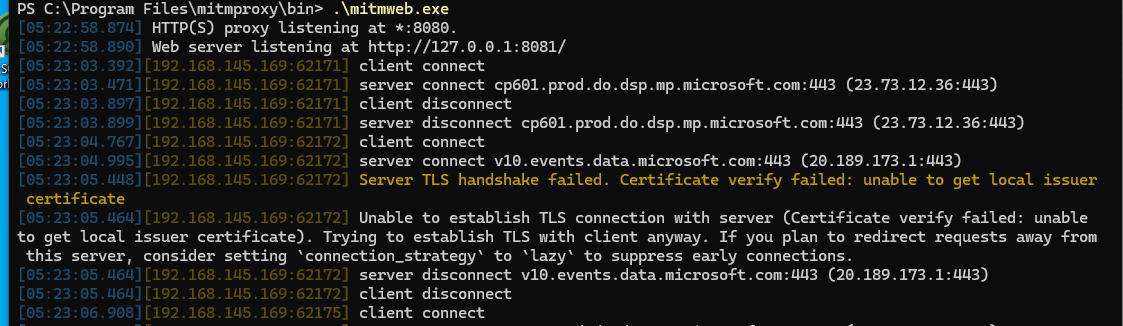 PS C:\Program Files\mitmproxy\bin> .\mitmweb.exe
[05:22:58.874] HTTP(S) proxy listening at *:8080.
[05:22:58.890] Web server listening at http://127.0.0.1:8081/
[05:23:03.392][192.168.145.169:62171] client connect
[05:23:03.471][192.168.145.169:62171] server connect cp601.prod.do.dsp.mp.microsoft.com:443 (23.73.12.36:443)
[05:23:03.897][192.168.145.169:62171] client disconnect
[05:23:03.899][192.168.145.169:62171] server disconnect cp601.prod.do.dsp.mp.microsoft.com:443 (23.73.12.36:443)
[05:23:04.767][192.168.145.169:62172] client connect
[05:23:04.995][192.168.145.169:62172] server connect v10.events.data.microsoft.com:443 (20.189.173.1:443)
[05:23:05.448][192.168.145.169:62172] Server TLS handshake failed. Certificate verify failed: unable to get local issuer
certificate
[05:23:05.464][192.168.145.169:62172] Unable to establish TLS connection with server (Certificate verify failed: unable
to get local issuer certificate). Trying to establish TLS with client anyway. If you plan to redirect requests away from
this server, consider setting `connection_strategy` to `lazy` to suppress early connections.
[05:23:05.464][192.168.145.169:62172] server disconnect v10.events.data.microsoft.com:443 (20.189.173.1:443)
[05:23:05.464][192.168.145.169:62172] client disconnect
[05:23:06.908][192.168.145.169:62175] client connect